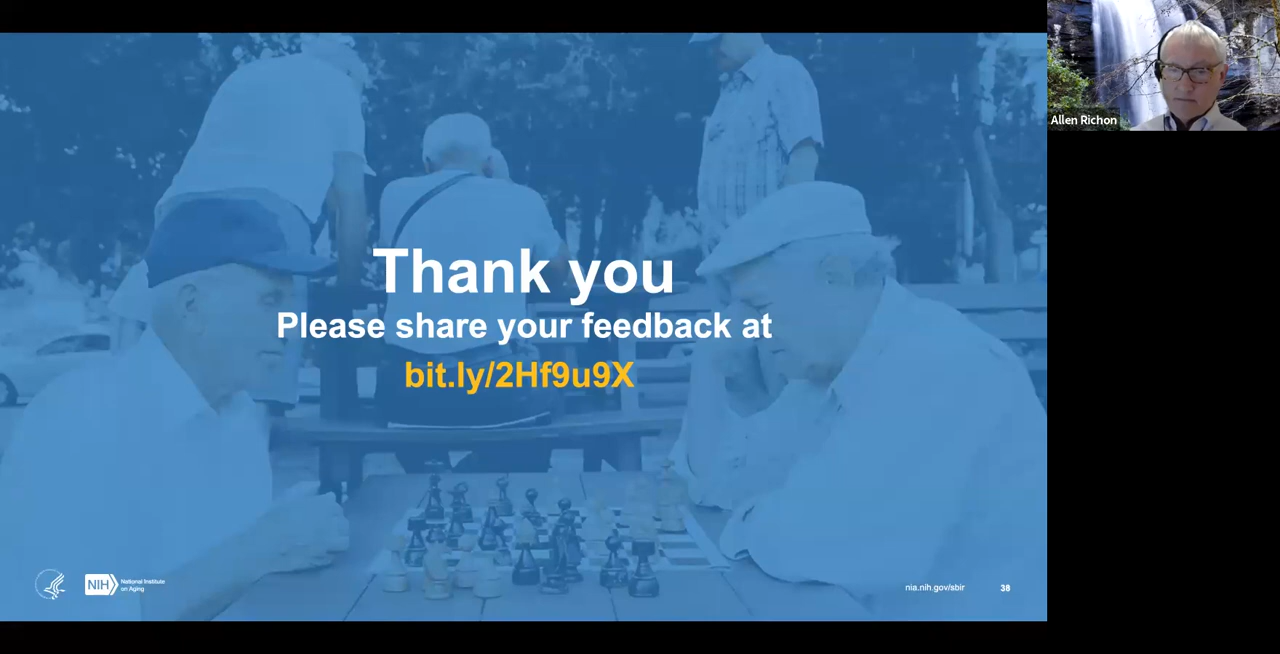 Allen Richon
Thank you
Please share your feedback at
bit.ly/2Hf9u9X
NIH
National Institute
on Aging
nia.nih.gov/sbir
38